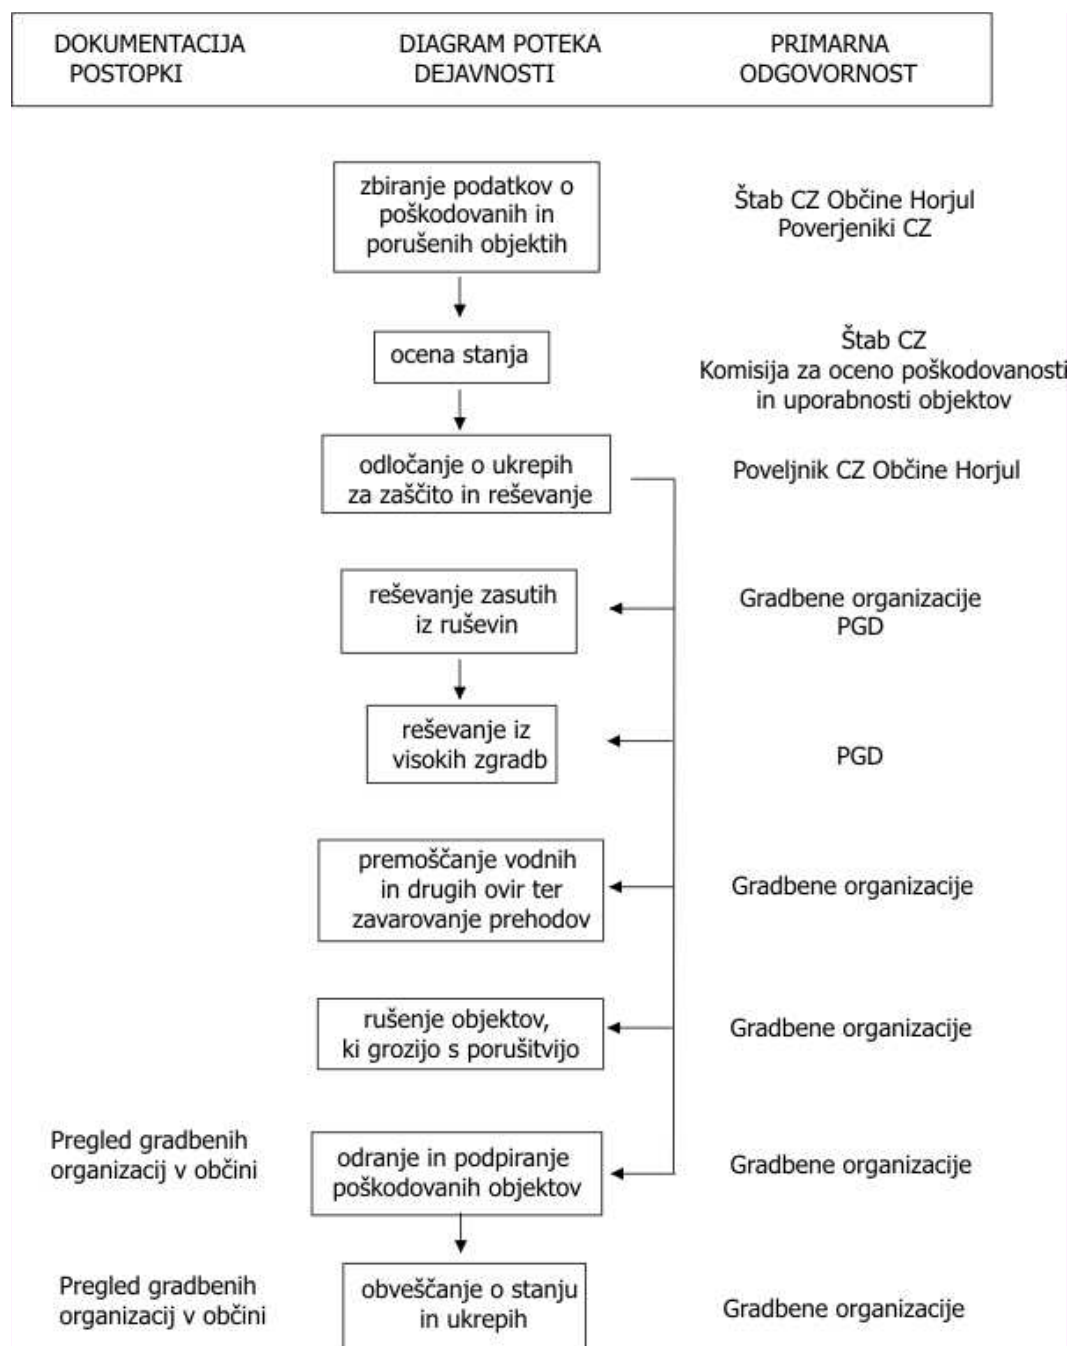 DOKUMENTACIJA
POSTOPKI
DIAGRAM POTEKA
DEJAVNOSTI
PRIMARNA
ODGOVORNOST
zbiranje podatkov o
poškodovanih in
porušenih objektih
Štab CZ Občine Horjul
Poverjeniki CZ
ocena stanja
Štab CZ
Komisija za oceno poškodovanosti
in uporabnosti objektov
odločanje o ukrepih
za zaščito in reševanje
Poveljnik CZ Občine Horjul
reševanje zasutih
iz ruševin
Gradbene organizacije
PGD
reševanje iz
visokih zgradb
PGD
premoščanje vodnih
in drugih ovir ter
zavarovanje prehodov
Gradbene organizacije
rušenje objektov,
ki grozijo s porušitvijo
Gradbene organizacije
Pregled gradbenih
organizacij v občini
odranje in podpiranje
poškodovanih objektov
Gradbene organizacije
Pregled gradbenih
organizacij v občini
obveščanje o stanju
in ukrepih
Gradbene organizacije